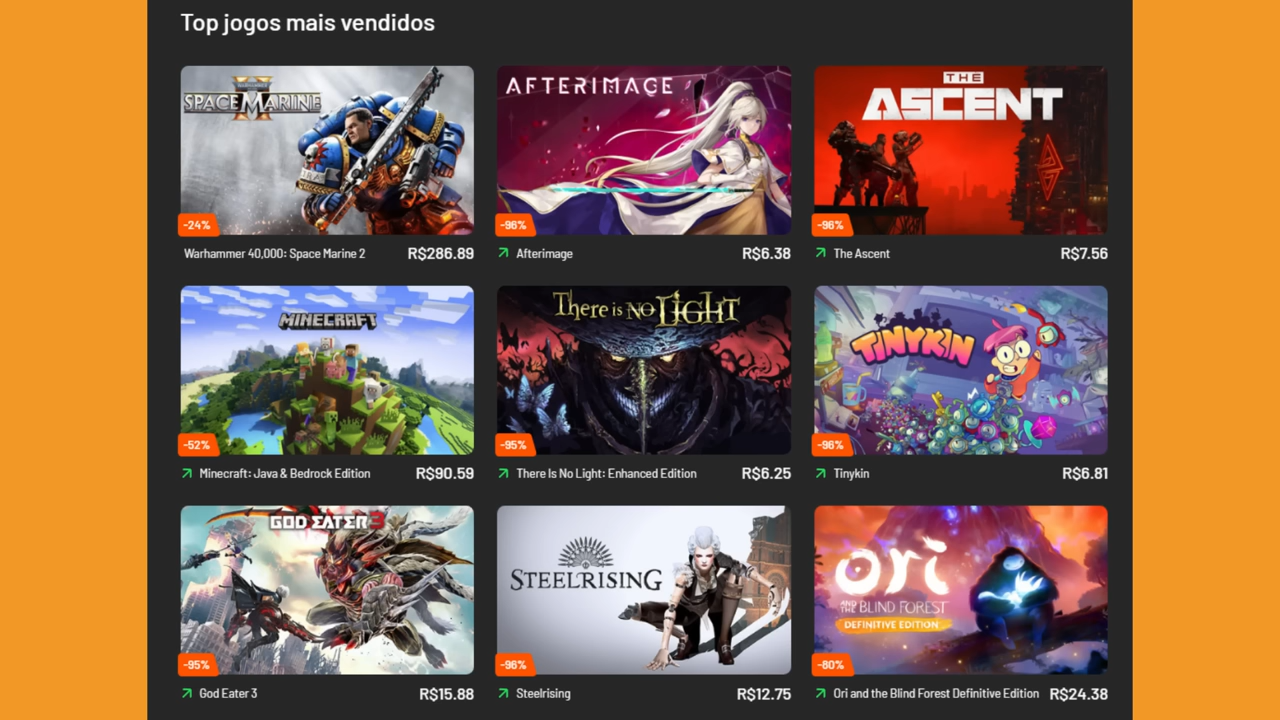 Top jogos mais vendidos
SPACE MARINE
II
-24%
Warhammer 40,000: Space Marine 2 R$286.89
AFTERIMAGE
-96%
Afterimage R$6.38
THE
ASCENT
-96%
The Ascent R$7.56
MINECRAFT
-52%
Minecraft: Java & Bedrock Edition R$90.59
There is NO LIGHT
-95%
There Is No Light: Enhanced Edition R$6.25
TINYKIN
-96%
Tinykin R$6.81
GOD EATER 3
-95%
God Eater 3 R$15.88
STEELRISING
-96%
Steelrising R$12.75
ori
AND THE BLIND FOREST
DEFINITIVE EDITION
-80%
Ori and the Blind Forest Definitive Edition R$24.38